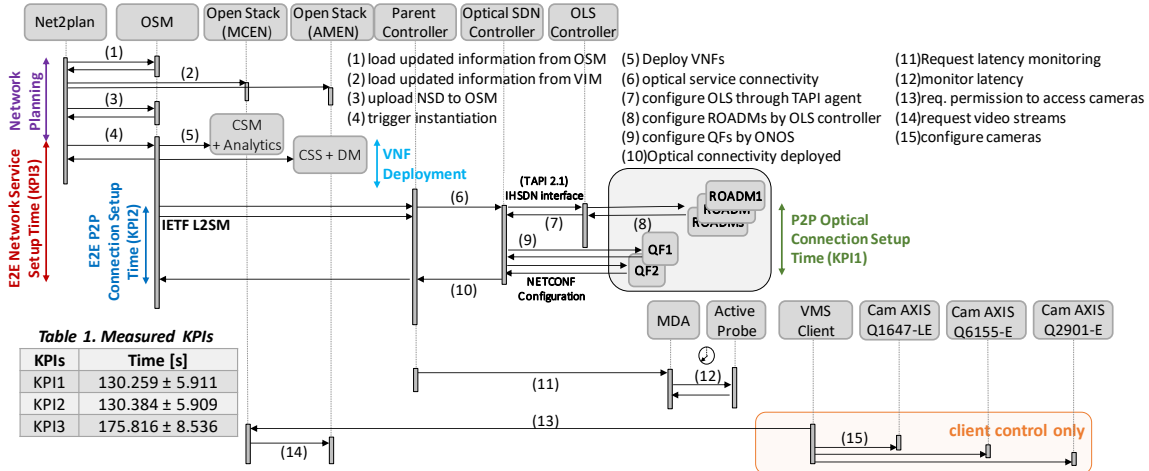 Net2plan
OSM
Open Stack
(MCEN)
Open Stack
(AMEN)
Parent
Controller
Optical SDN
Controller
OLS
Controller
(1) load updated information from OSM
(2) load updated information from VIM
(3) upload NSD to OSM
(4) trigger instantiation
(5) Deploy VNFs
(6) optical service connectivity
(7) configure OLS through TAPI agent
(8) configure ROADMs by OLS controller
(9) configure QFs by ONOS
(10)Optical connectivity deployed
(11)Request latency monitoring
(12)monitor latency
(13)req. permission to access cameras
(14)request video streams
(15)configure cameras
Network
Planning
(1)
(2)
(3)
(4)
(5)
CSM
+ Analytics
CSS + DM
VNF
Deployment
E2E Network Service
Setup Time (KPI3)
E2E P2P
Connection Setup
Time (KPI2)
IETF L2SM
(6)
(TAPI 2.1)
IHSDN interface
(7)
(8)
ROADM1
ROADM3
(9)
QF1
QF2
NETCONF
Configuration
(10)
P2P Optical
Connection Setup
Time (KPI1)
MDA
Active
Probe
VMS
Client
Cam AXIS
Q1647-LE
Cam AXIS
Q6155-E
Cam AXIS
Q2901-E
Table 1. Measured KPIs
KPIs Time [s]
KPI1 130.259 ± 5.911
KPI2 130.384 ± 5.909
KPI3 175.816 ± 8.536
(11)
(12)
(13)
(14)
client control only
(15)